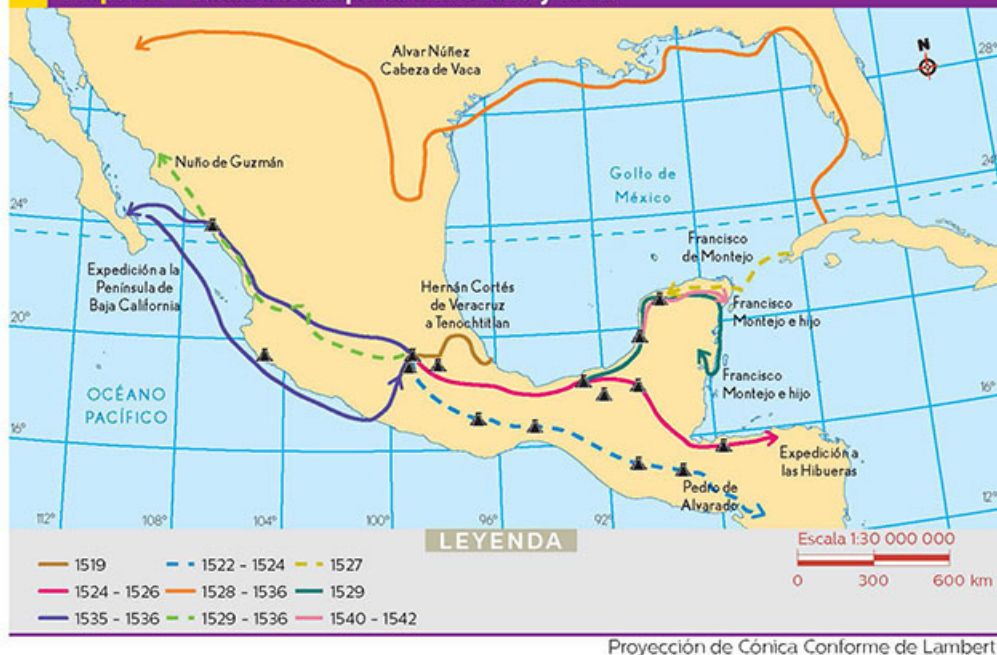 N
28°
Alvar Núñez
Cabeza de Vaca
Nuño de Guzmán
Golfo de
México
24°
24°
Francisco
de Montejo
Expedición a la
Península de
Baja California
Hernán Cortés
de Veracruz
a Tenochtitlan
Francisco
Montejo e hijo
20°
20°
OCÉANO
PACÍFICO
Francisco
Montejo e hijo
16°
16°
Expedición a
las Hibueras
Pedro de
Alvarado
12°
112°
108°
104°
100°
96°
92°
LEYENDA
1519
1522 - 1524
1527
1524 - 1526
1528 - 1536
1529
1535 - 1536
1529 - 1536
1540 - 1542
Escala 1:30 000 000
0 300 600 km
Proyección de Cónica Conforme de Lambert